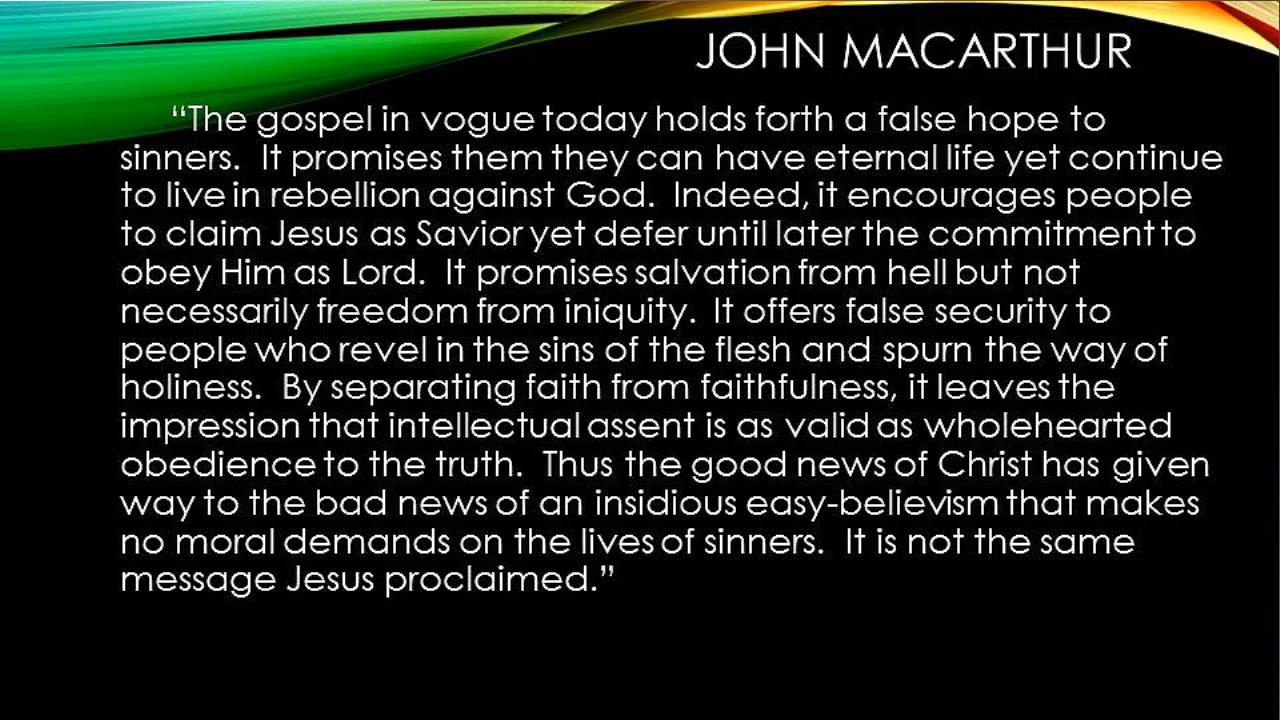 JOHN MACARTHUR
“The gospel in vogue today holds forth a false hope to
sinners.  It promises them they can have eternal life yet continue
to live in rebellion against God.  Indeed, it encourages people
to claim Jesus as Savior yet defer until later the commitment to
obey Him as Lord.  It promises salvation from hell but not
necessarily freedom from iniquity.  It offers false security to
people who revel in the sins of the flesh and spurn the way of
holiness.  By separating faith from faithfulness, it leaves the
impression that intellectual assent is as valid as wholehearted
obedience to the truth.  Thus the good news of Christ has given
way to the bad news of an insidious easy-believism that makes
no moral demands on the lives of sinners.  It is not the same
message Jesus proclaimed.”